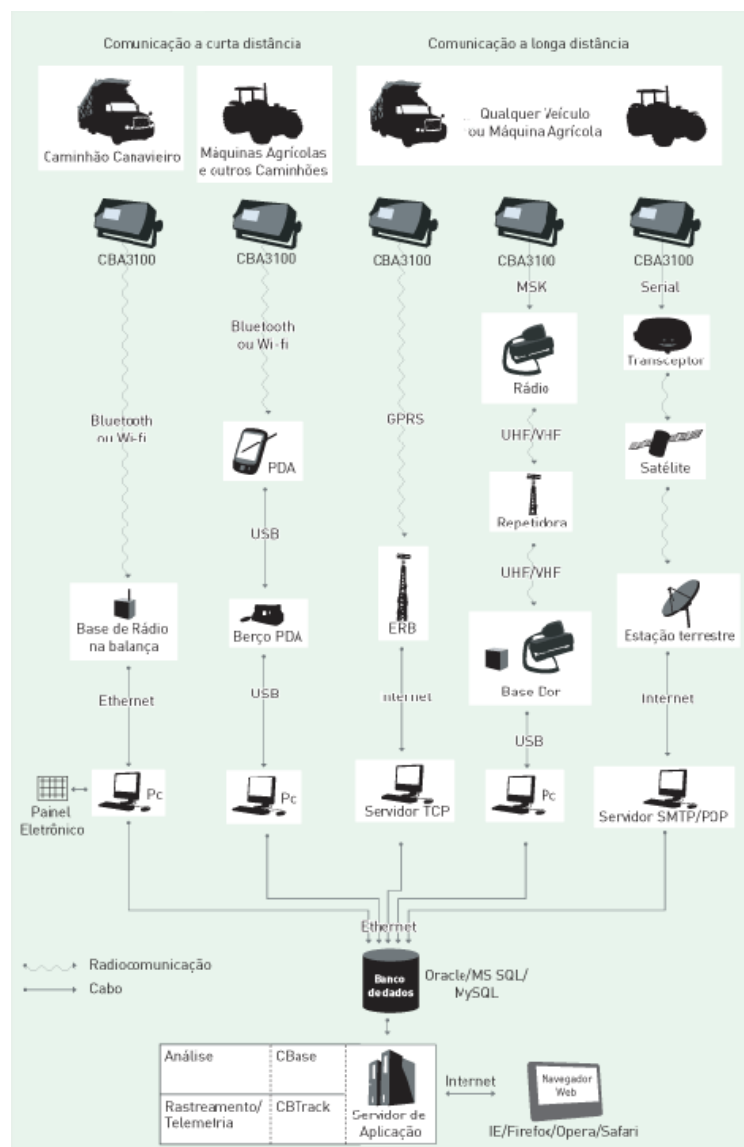 Comunicação a curta distância
Comunicação a longa distância
Caminhão Canavieiro
Máquinas Agrícolas
e outros Caminhões
Qualquer Veículo
ou Máquina Agrícola
CBA3100
CBA3100
CBA3100
CBA3100
CBA3100
MSK
Serial
Bluetooth
ou Wi-fi
Transceptor
Rádio
Bluetooth
ou Wi-fi
GPRS
UHF/VHF
PDA
Satélite
Repetidora
USB
UHF/VHF
Base de Rádio
na balança
Berço PDA
ERB
Estação terrestre
Base Dor
Ethernet
USB
Internet
Internet
USB
Painel
Eletrônico
Pc
Pc
Servidor TCP
Pc
Servidor SMTP/POP
Ethernet
Radiocomunicação
Cabo
Banco
de dados
Oracle/MS SQL/
MySQL
Análise
CBase
Rastreamento/
Telemetria
CBTrack
Servidor de
Aplicação
Internet
Navegador
Web
IE/Firefox/Opera/Safari